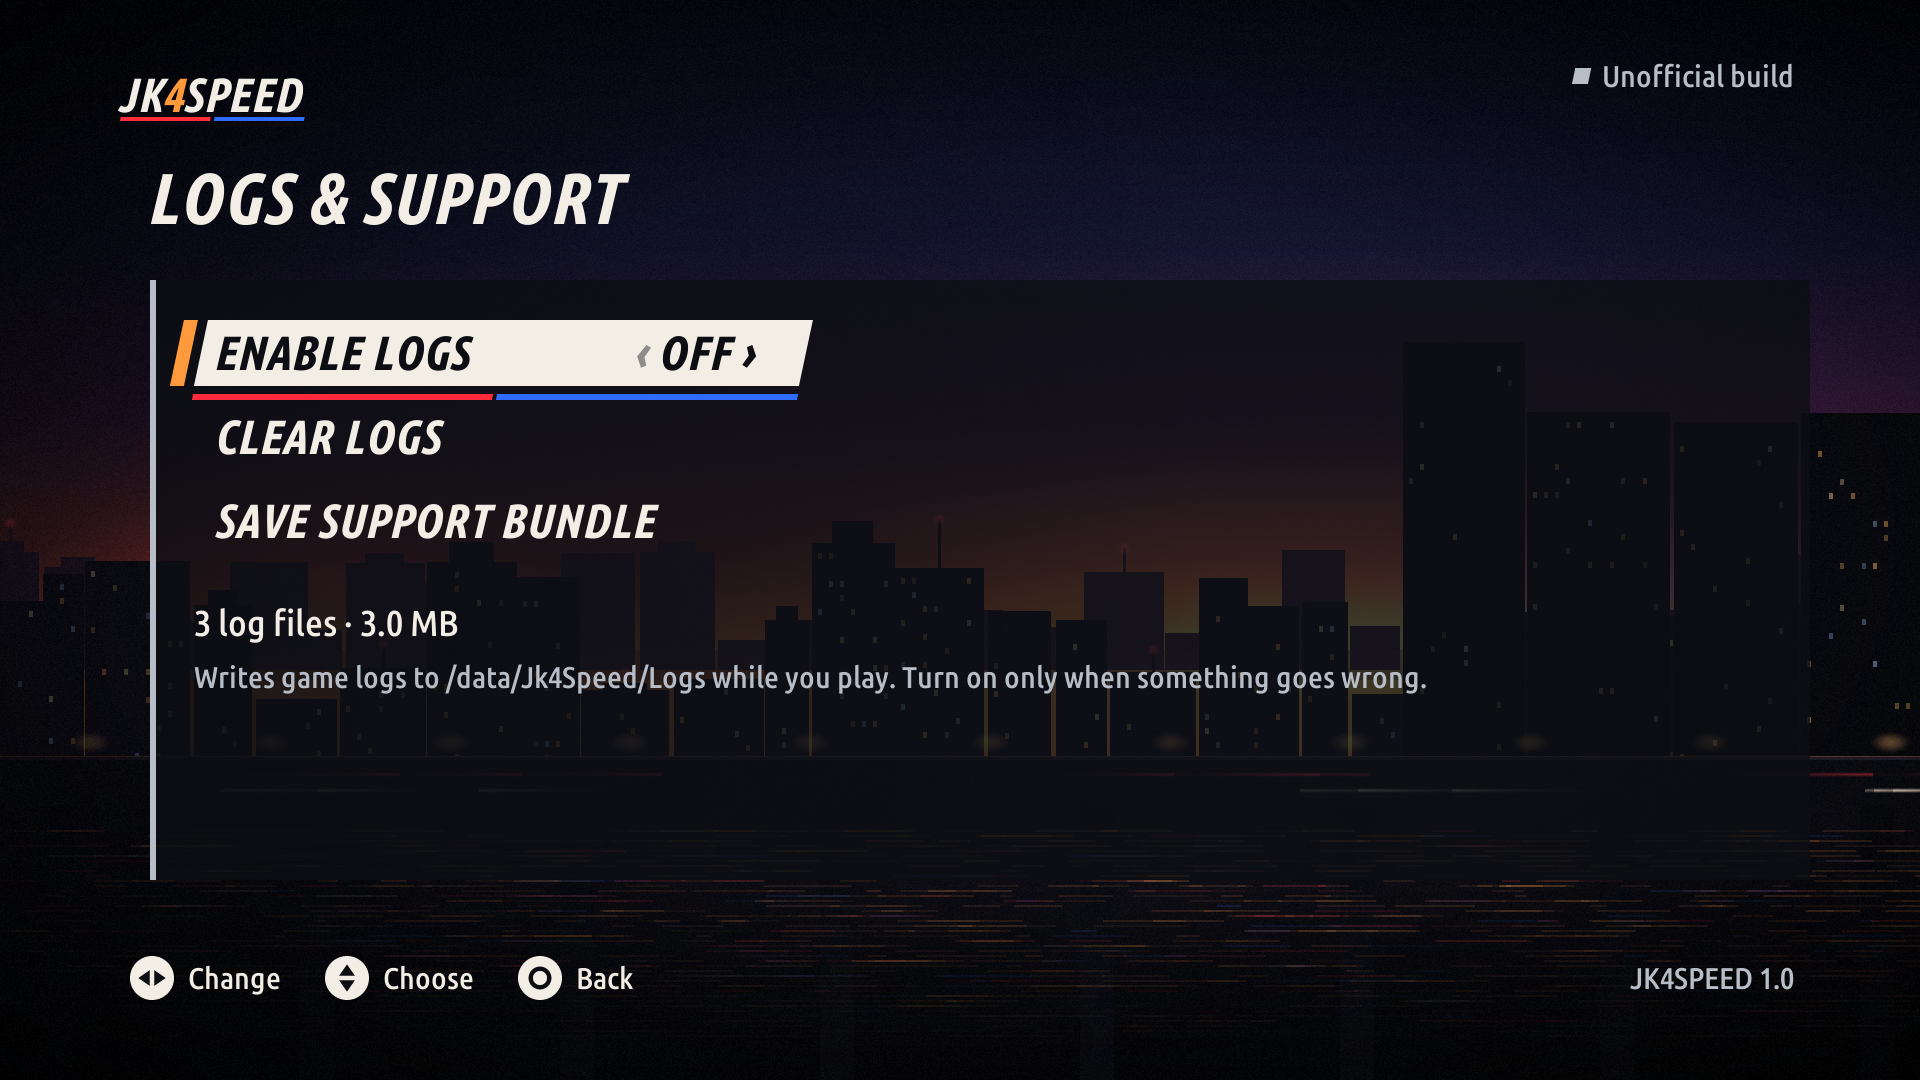 JK4SPEED
Unofficial build
LOGS & SUPPORT
ENABLE LOGS ‹ OFF ›
CLEAR LOGS
SAVE SUPPORT BUNDLE
3 log files · 3.0 MB
Writes game logs to /data/Jk4Speed/Logs while you play. Turn on only when something goes wrong.
Change Choose Back
JK4SPEED 1.0